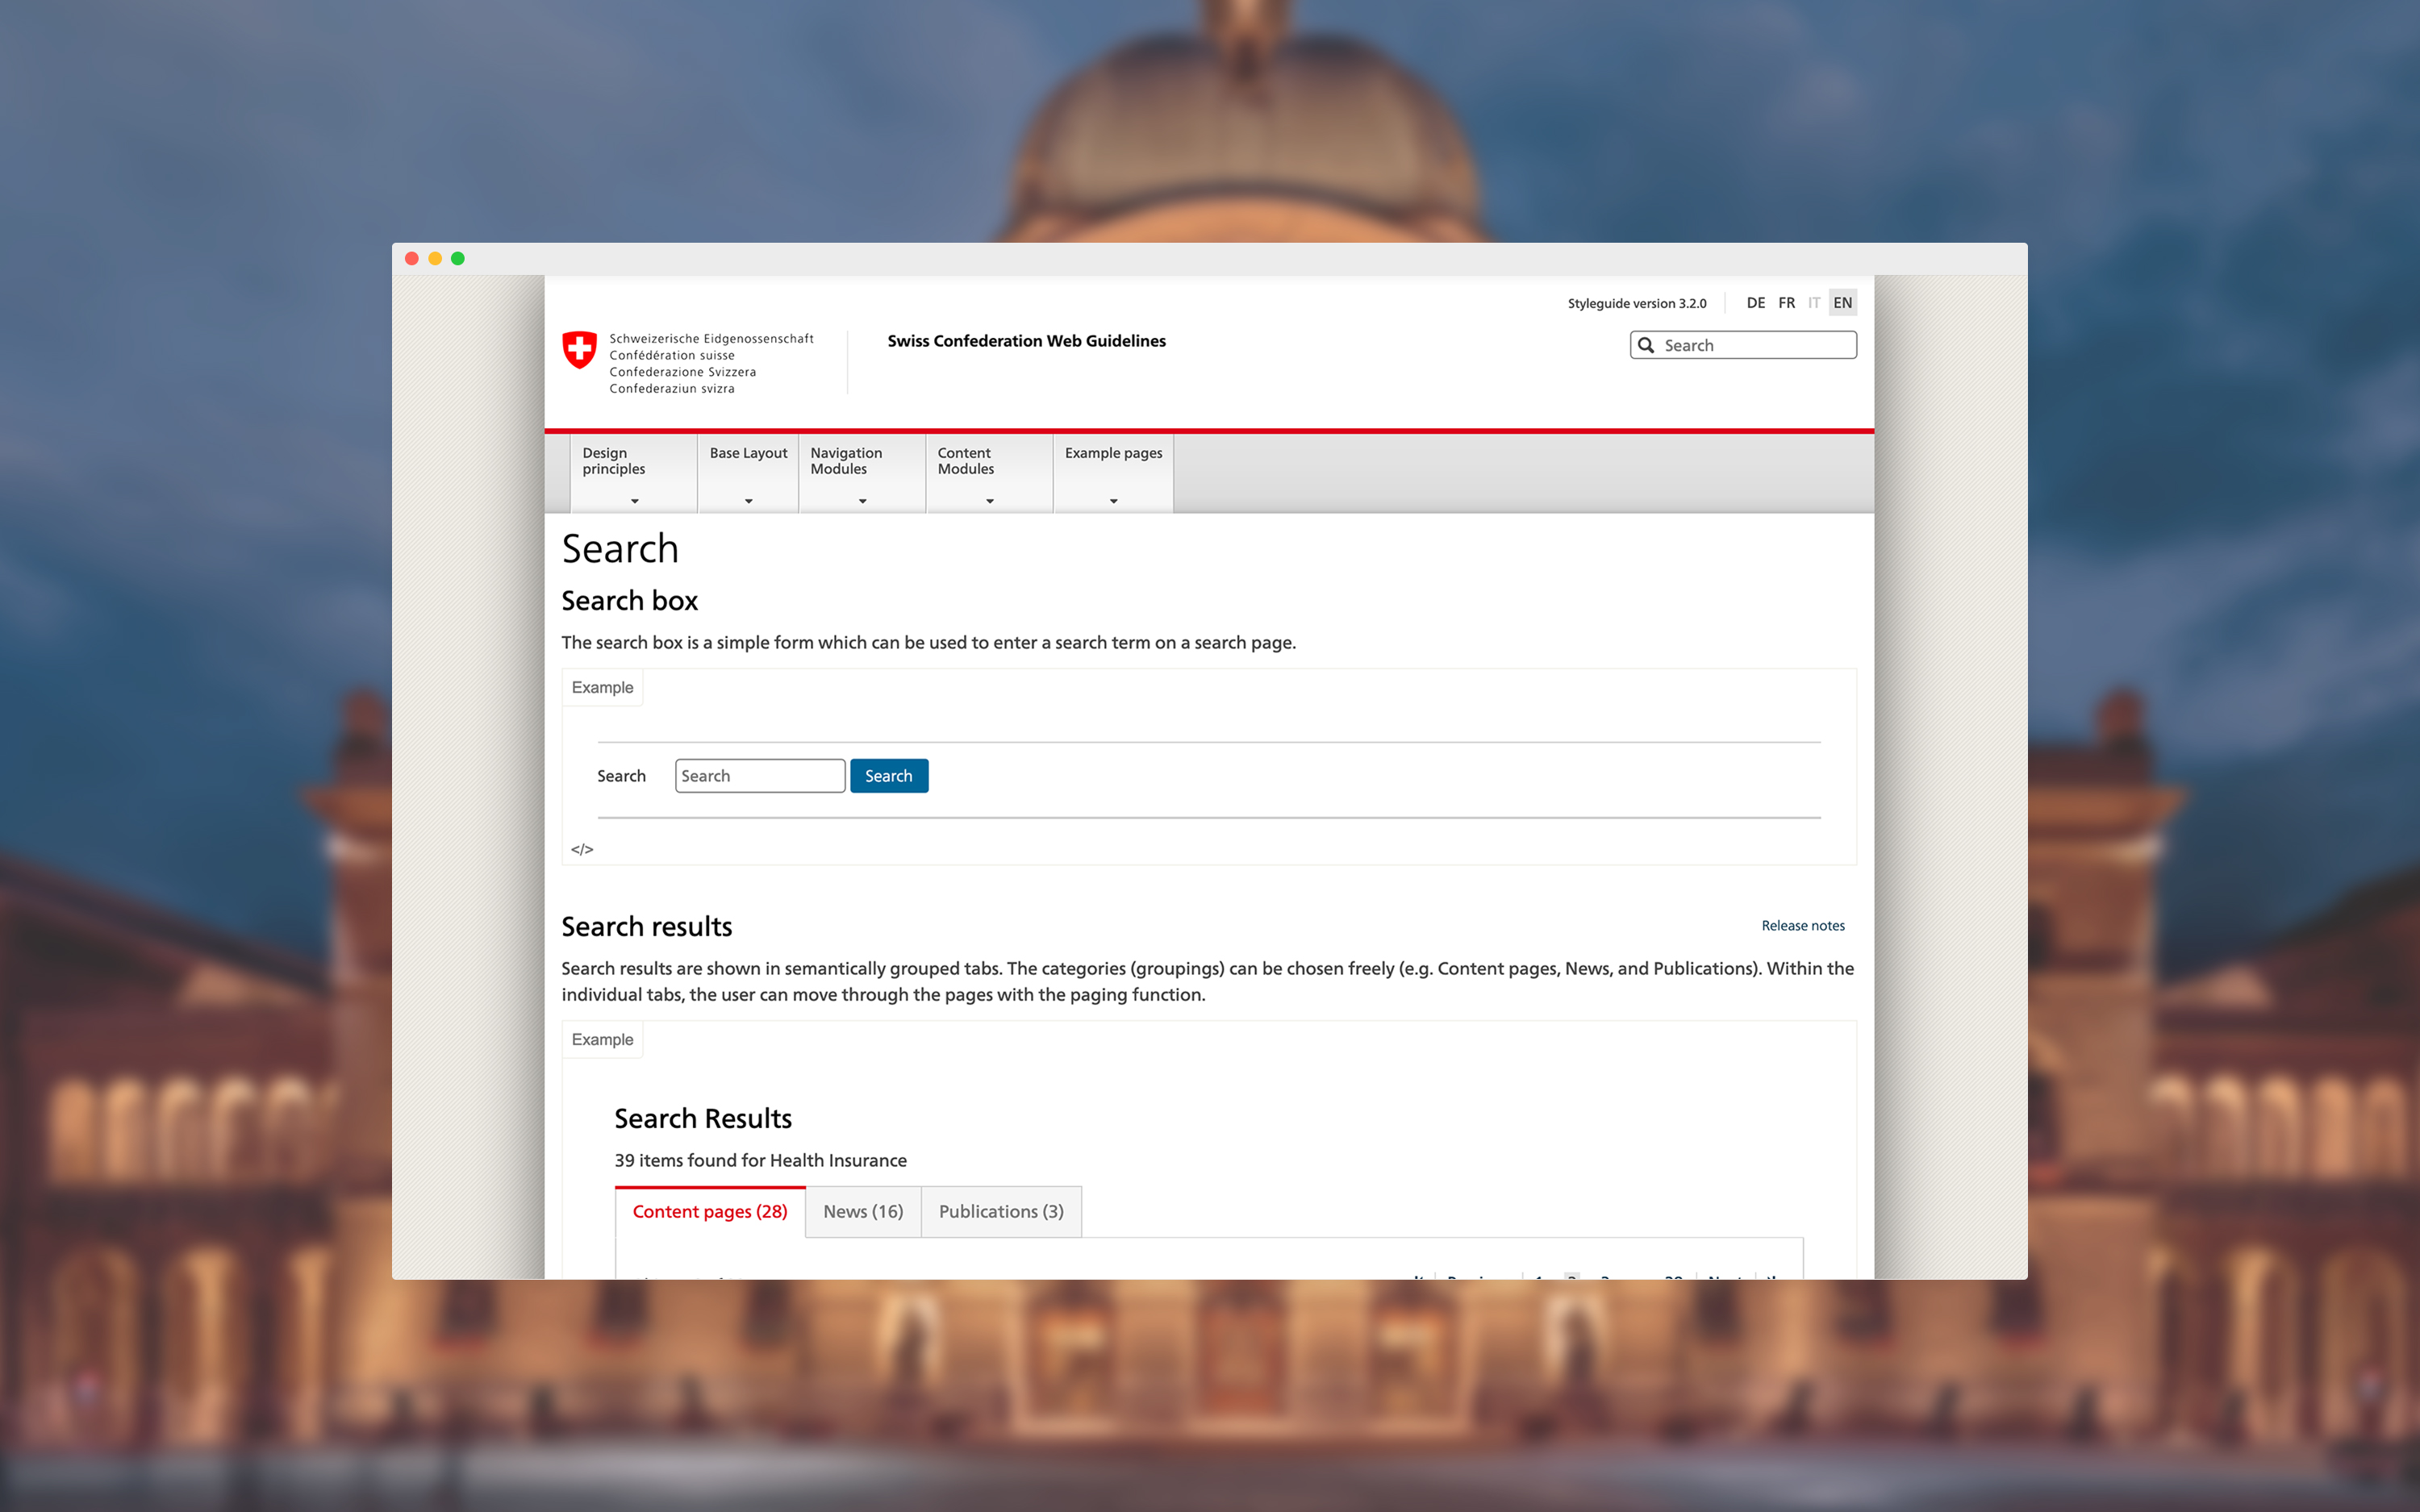 Styleguide version 3.2.0 DE FR IT EN
Schweizerische Eidgenossenschaft
Confédération suisse
Confederazione Svizzera
Confederaziun svizra
Swiss Confederation Web Guidelines
Search
Design
principles
Base Layout
Navigation
Modules
Content
Modules
Example pages
Search
Search box
The search box is a simple form which can be used to enter a search term on a search page.
Example
Search Search Search
</>
Search results
Release notes
Search results are shown in semantically grouped tabs. The categories (groupings) can be chosen freely (e.g. Content pages, News, and Publications). Within the
individual tabs, the user can move through the pages with the paging function.
Example
Search Results
39 items found for Health Insurance
Content pages (28) News (16) Publications (3)